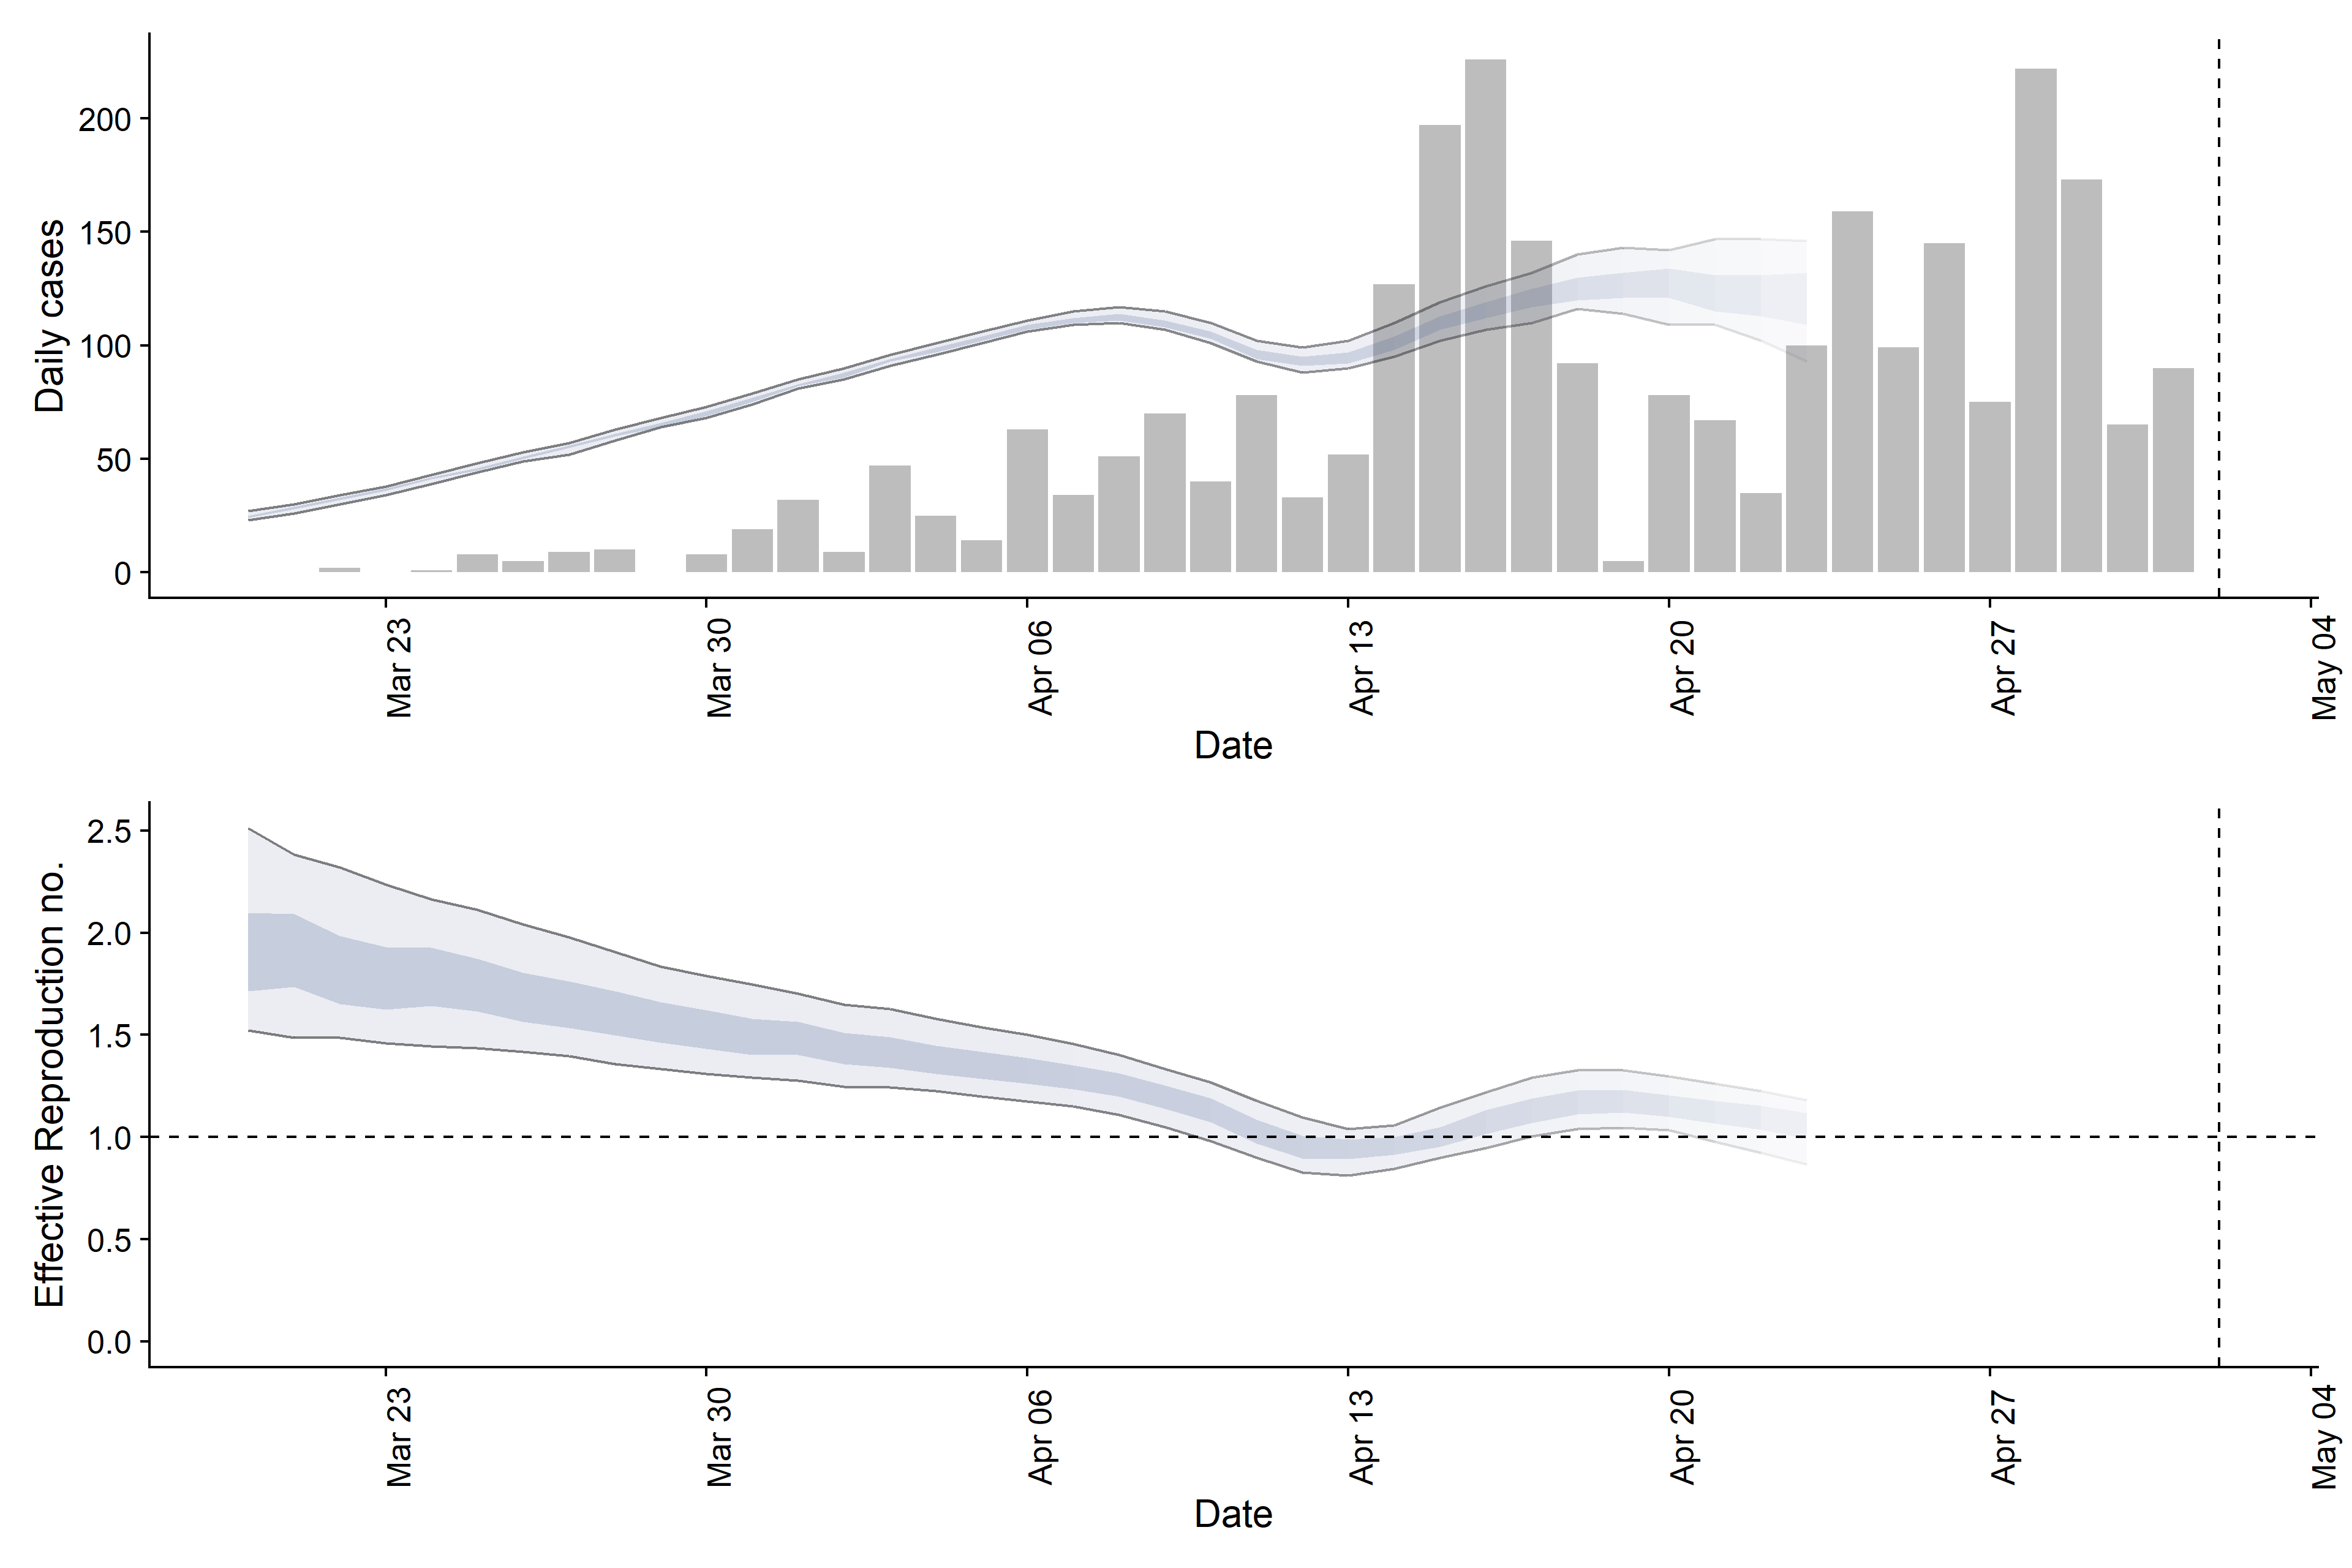 Daily cases
200
150
100
50
0
Mar 23
Mar 30
Apr 06
Apr 13
Apr 20
Apr 27
May 04
Date
Effective Reproduction no.
2.5
2.0
1.5
1.0
0.5
0.0
Mar 23
Mar 30
Apr 06
Apr 13
Apr 20
Apr 27
May 04
Date